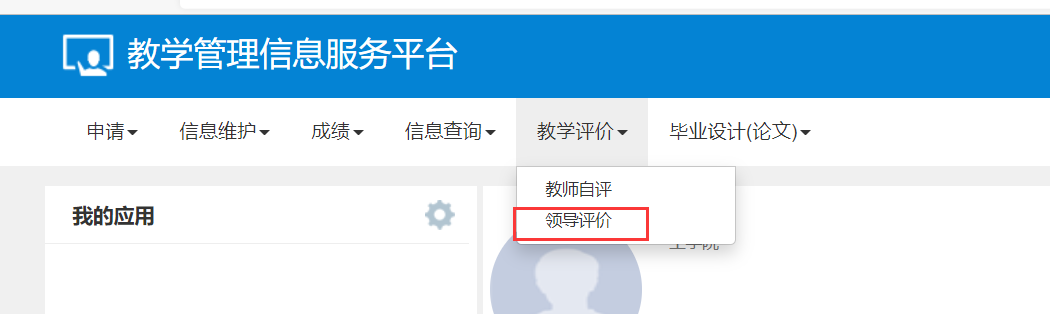 教学管理信息服务平台
申请 信息维护 成绩 信息查询 教学评价 毕业设计(论文)
教师自评
领导评价
我的应用